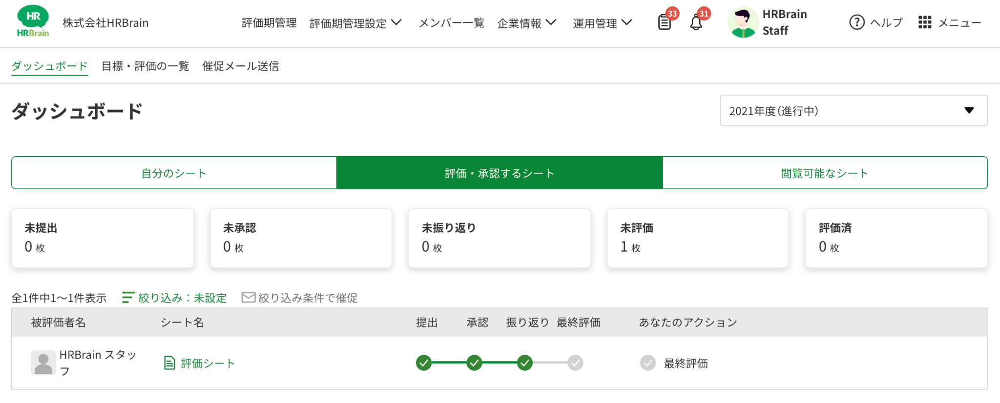 HR
HRBrain
株式会社HRBrain
評価期管理
評価期管理設定
メンバー一覧
企業情報
運用管理
33
31
HRBrain
Staff
ヘルプ
メニュー
ダッシュボード
目標・評価の一覧
催促メール送信
ダッシュボード
2021年度（進行中）
自分のシート
評価・承認するシート
閲覧可能なシート
未提出
0 枚
未承認
0 枚
未振り返り
0 枚
未評価
1 枚
評価済
0 枚
全1件中1〜1件表示
絞り込み：未設定
絞り込み条件で催促
被評価者名
シート名
提出
承認
振り返り
最終評価
あなたのアクション
HRBrain スタッ
フ
評価シート
最終評価